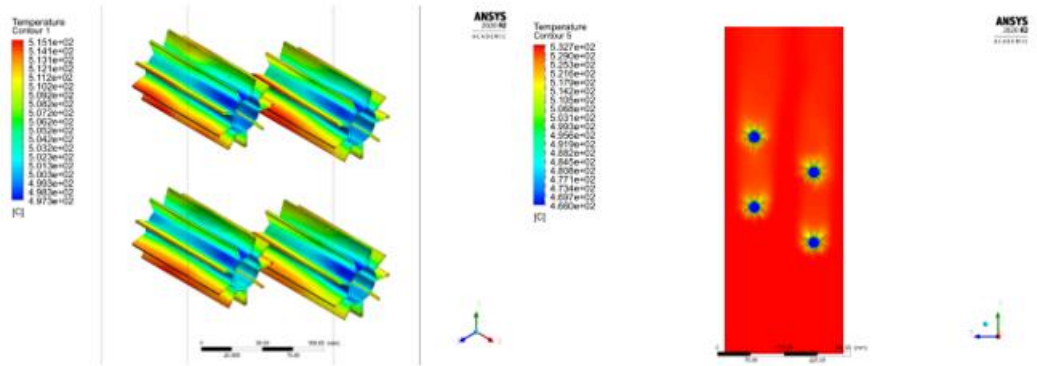 Temperature
Contour 1
5.151e+02
5.141e+02
5.131e+02
5.121e+02
5.112e+02
5.102e+02
5.092e+02
5.082e+02
5.072e+02
5.062e+02
5.052e+02
5.042e+02
5.032e+02
5.023e+02
5.013e+02
5.003e+02
4.993e+02
4.983e+02
4.973e+02
[C]
ANSYS
2020 R2
ACADEMIC
Temperature
Contour 5
5.327e+02
5.290e+02
5.253e+02
5.216e+02
5.179e+02
5.142e+02
5.105e+02
5.068e+02
5.031e+02
4.993e+02
4.956e+02
4.919e+02
4.882e+02
4.845e+02
4.808e+02
4.771e+02
4.734e+02
4.697e+02
4.660e+02
[C]
ANSYS
2020 R2
ACADEMIC